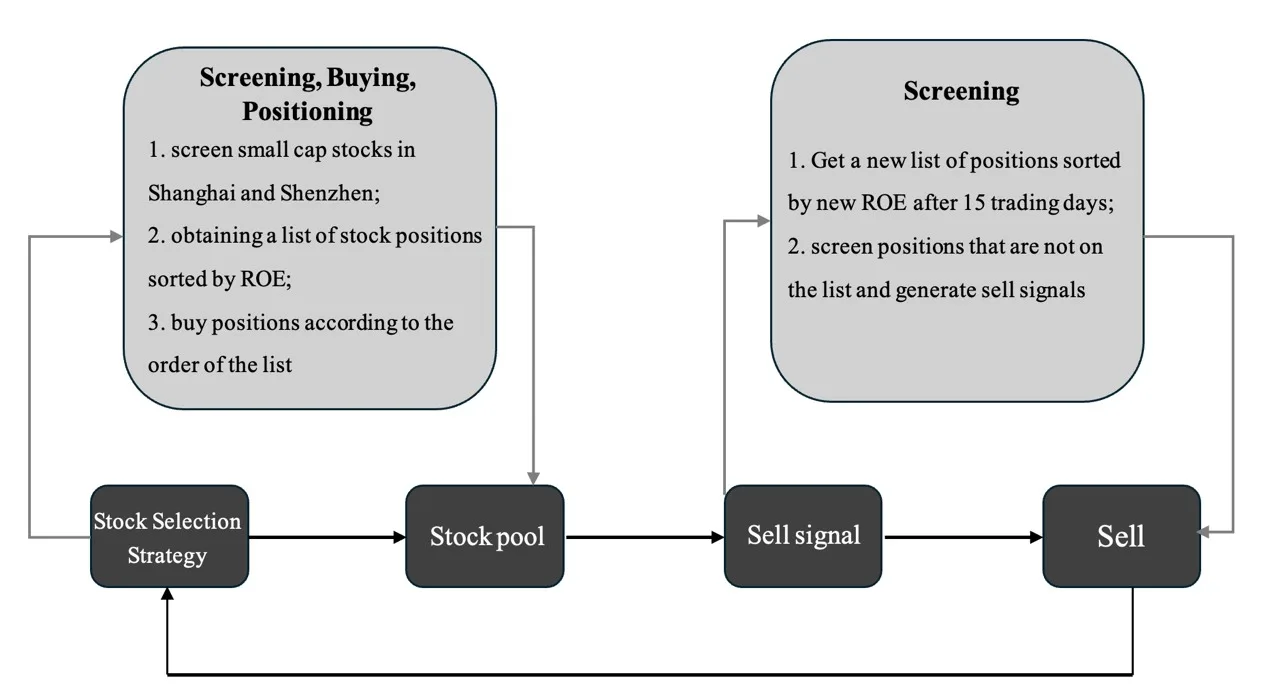 Screening, Buying,
Positioning
1. screen small cap stocks in
Shanghai and Shenzhen;
2. obtaining a list of stock positions
sorted by ROE;
3. buy positions according to the
order of the list
Screening
1. Get a new list of positions sorted
by new ROE after 15 trading days;
2. screen positions that are not on
the list and generate sell signals
Stock Selection
Strategy
Stock pool
Sell signal
Sell